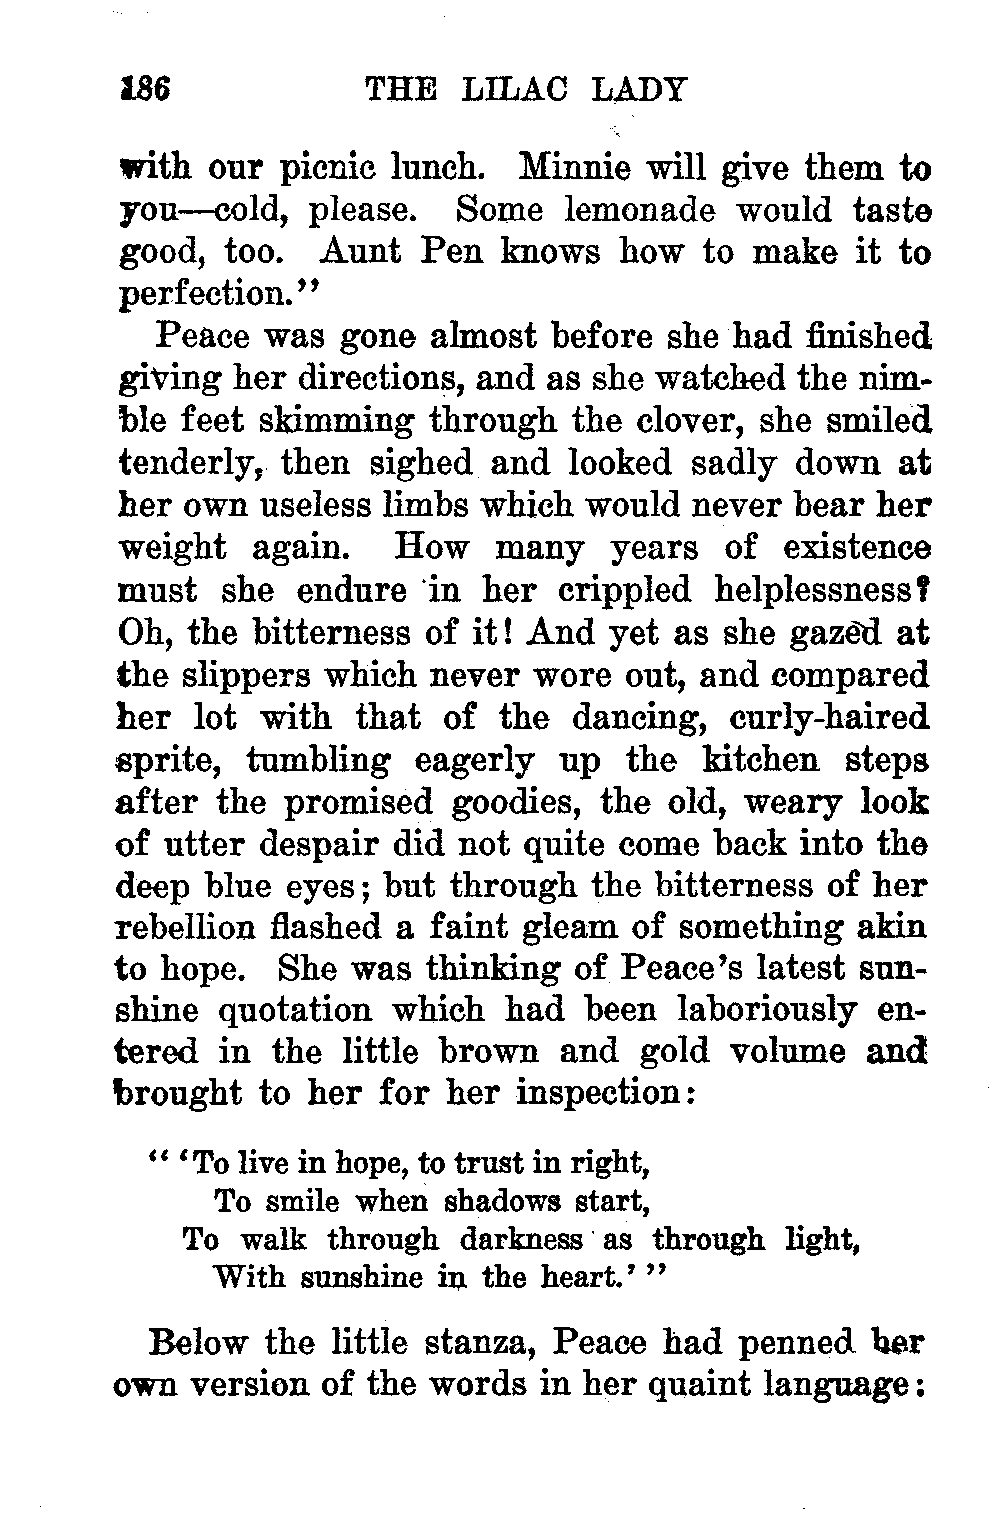 186 THE LILAC LADY
with our picnic lunch. Minnie will give them to
you—cold, please. Some lemonade would taste
good, too. Aunt Pen knows how to make it to
perfection."
Peace was gone almost before she had finished
giving her directions, and as she watched the nim-
ble feet skimming through the clover, she smiled
tenderly, then sighed and looked sadly down at
her own useless limbs which would never bear her
weight again. How many years of existence
must she endure in her crippled helplessness?
Oh, the bitterness of it! And yet as she gazed at
the slippers which never wore out, and compared
her lot with that of the dancing, curly-haired
sprite, tumbling eagerly up the kitchen steps
after the promised goodies, the old, weary look
of utter despair did not quite come back into the
deep blue eyes; but through the bitterness of her
rebellion flashed a faint gleam of something akin
to hope. She was thinking of Peace's latest sun-
shine quotation which had been laboriously en-
tered in the little brown and gold volume and
brought to her for her inspection:
"'To live in hope, to trust in right,
To smile when shadows start,
To walk through darkness as through light,
With sunshine in the heart.'"
Below the little stanza, Peace had penned her
own version of the words in her quaint language: